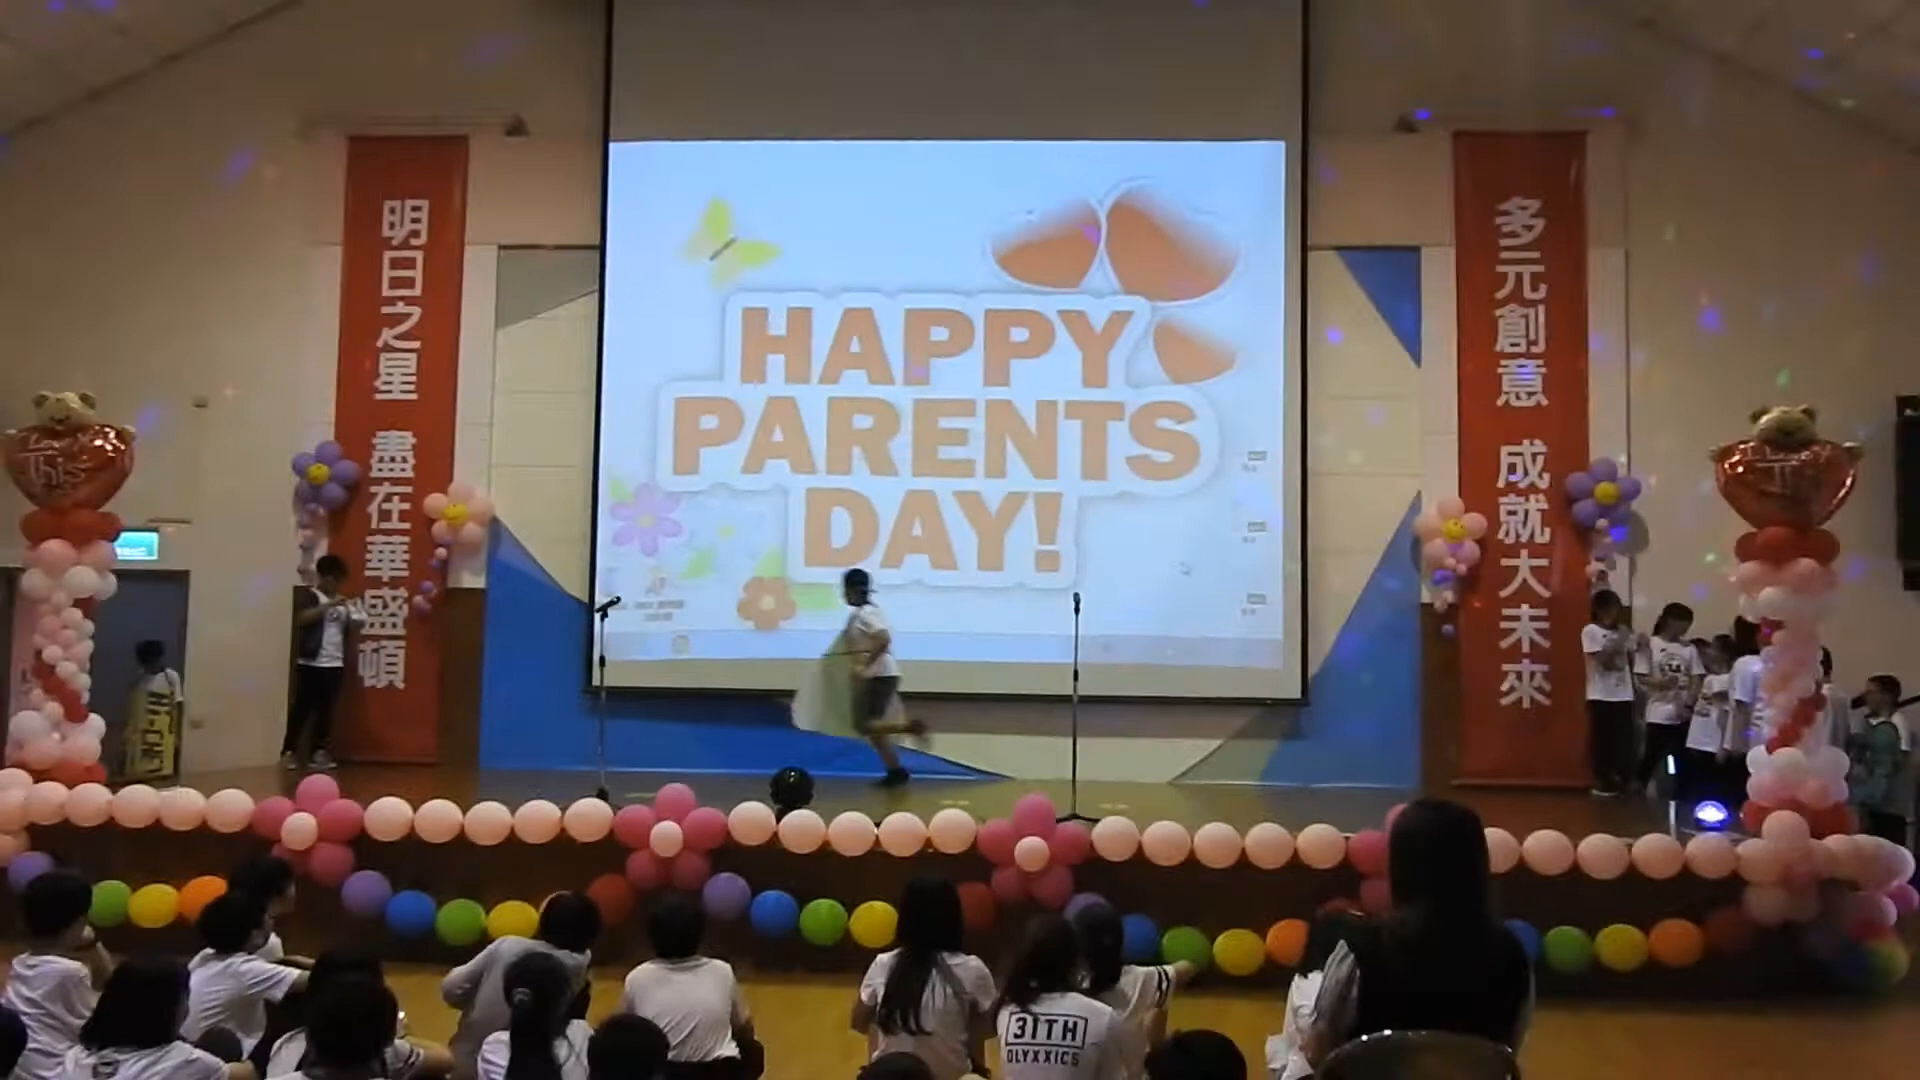 明日之星 盡在華盛頓
HAPPY
PARENTS
DAY!
多元創意 成就大未來
This
31TH
OLYXXICS